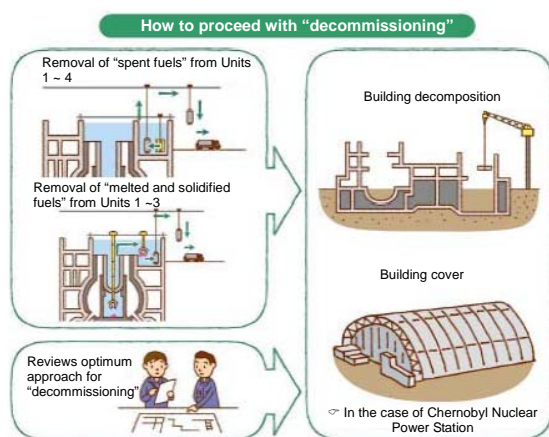 How to proceed with “decommissioning”
Removal of “spent fuels” from Units
1 ~ 4
Removal of “melted and solidified
fuels” from Units 1 ~3
Reviews optimum
approach for
“decommissioning”
Building decomposition
Building cover
☞ In the case of Chernobyl Nuclear
Power Station